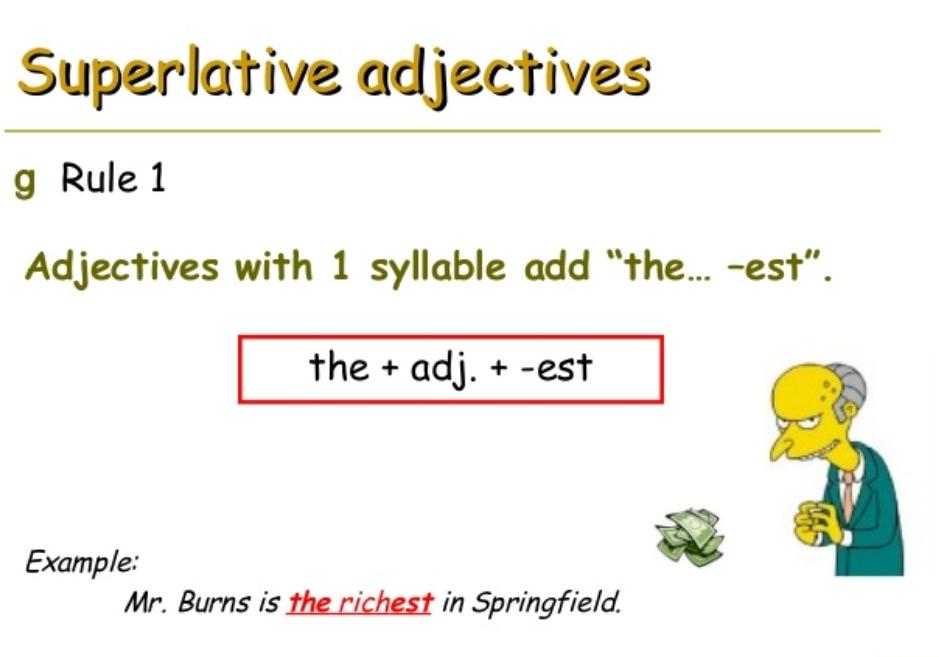 Superlative adjectives
g Rule 1
Adjectives with 1 syllable add “the… –est”.
the + adj. + -est
Example:
Mr. Burns is the richest in Springfield.